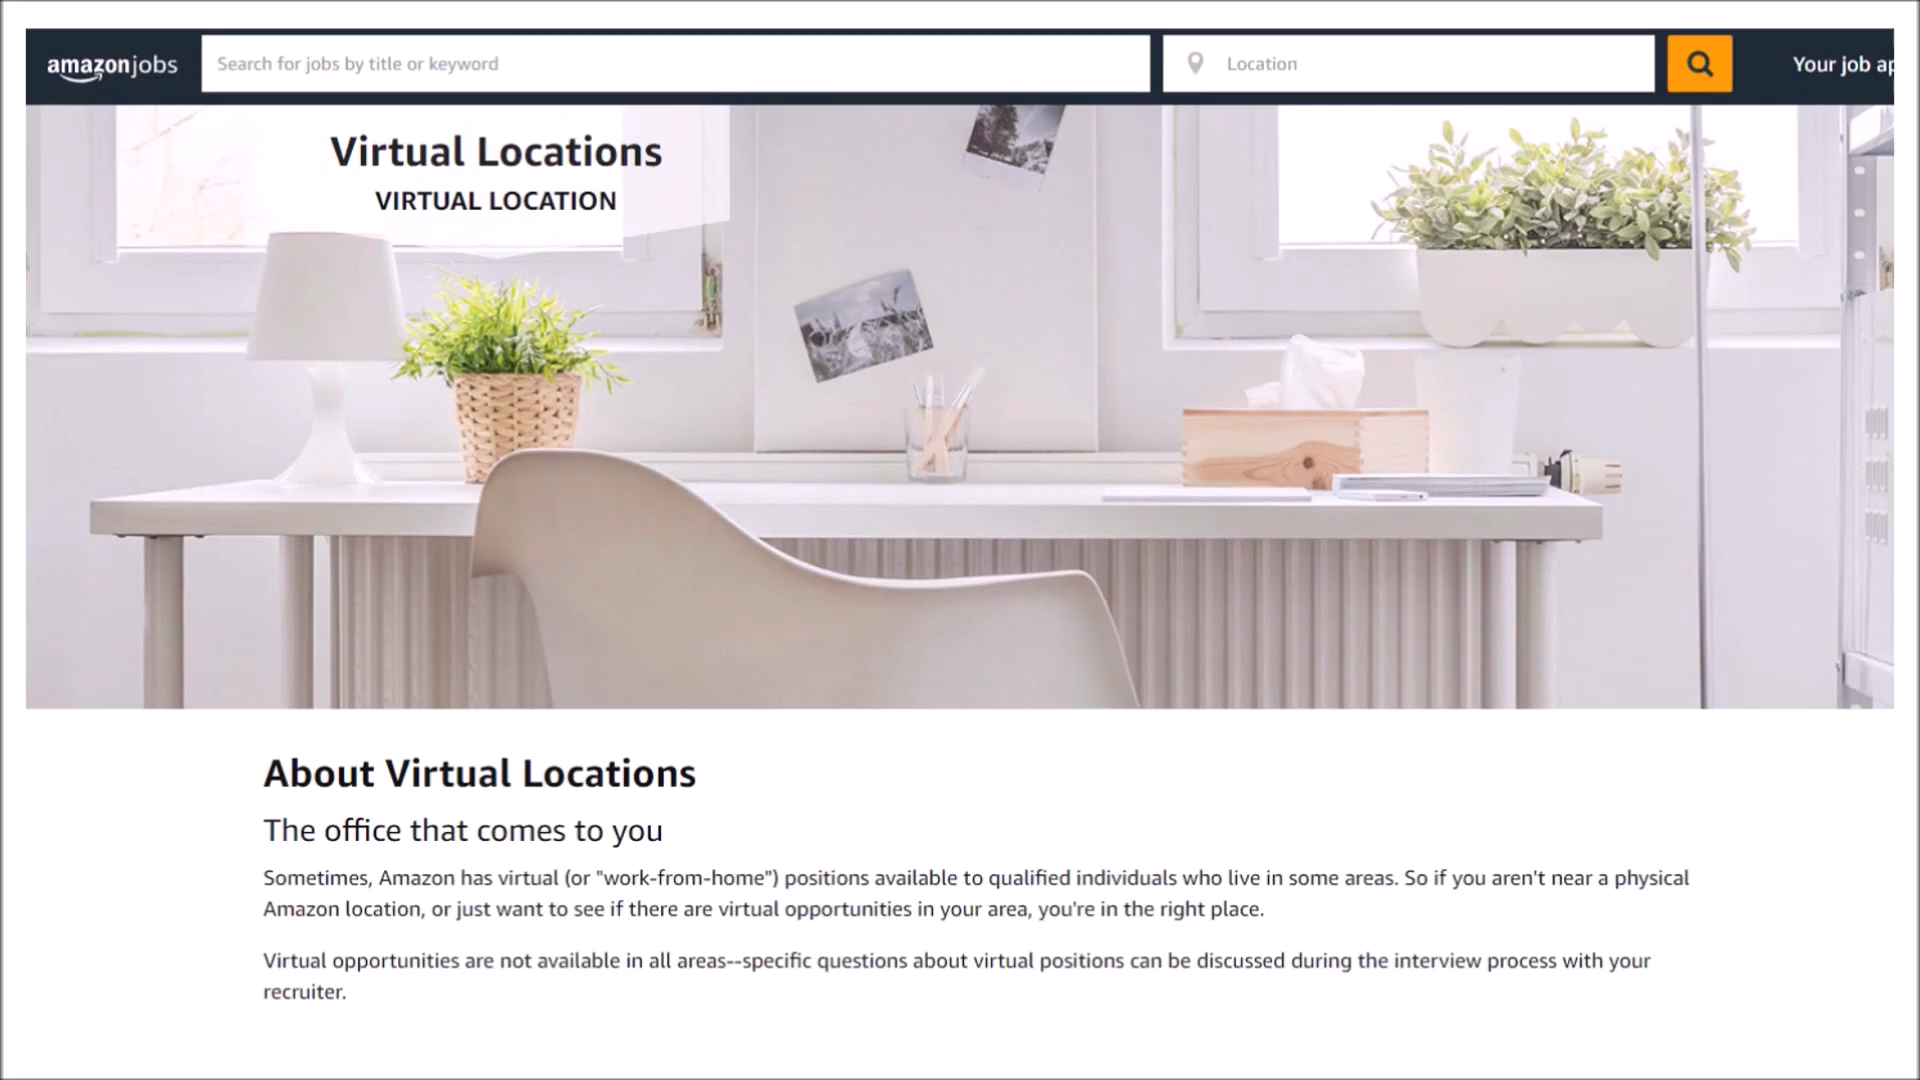 amazonjobs
Search for jobs by title or keyword
Location
Your job ap
Virtual Locations
VIRTUAL LOCATION
About Virtual Locations
The office that comes to you
Sometimes, Amazon has virtual (or "work-from-home") positions available to qualified individuals who live in some areas. So if you aren't near a physical
Amazon location, or just want to see if there are virtual opportunities in your area, you're in the right place.
Virtual opportunities are not available in all areas--specific questions about virtual positions can be discussed during the interview process with your
recruiter.